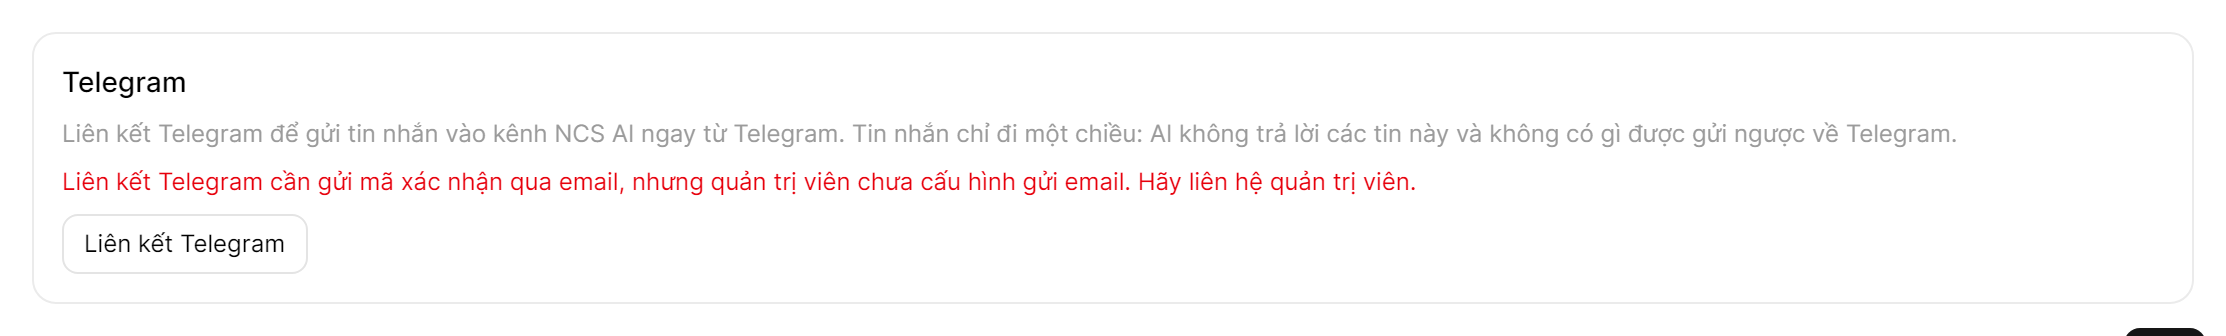 Telegram
Liên kết Telegram để gửi tin nhắn vào kênh NCS AI ngay từ Telegram. Tin nhắn chỉ đi một chiều: AI không trả lời các tin này và không có gì được gửi ngược về Telegram.
Liên kết Telegram cần gửi mã xác nhận qua email, nhưng quản trị viên chưa cấu hình gửi email. Hãy liên hệ quản trị viên.
Liên kết Telegram